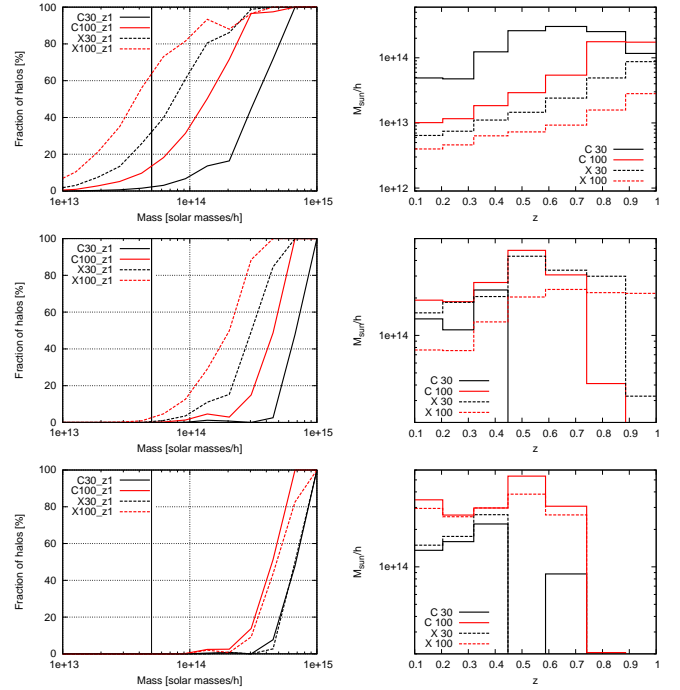 Fraction of halos [%]
100
80
60
40
20
0
C30_z1
C100_z1
X30_z1
X100_z1
1e+13
1e+14
1e+15
Mass [solar masses/h]
M_sun/h
1e+14
1e+13
1e+12
C 30
C 100
X 30
X 100
0.1 0.2 0.3 0.4 0.5 0.6 0.7 0.8 0.9 1
z
Fraction of halos [%]
100
80
60
40
20
0
C30_z1
C100_z1
X30_z1
X100_z1
1e+13
1e+14
1e+15
Mass [solar masses/h]
M_sun/h
1e+14
C 30
C 100
X 30
X 100
0.1 0.2 0.3 0.4 0.5 0.6 0.7 0.8 0.9 1
z
Fraction of halos [%]
100
80
60
40
20
0
C30_z1
C100_z1
X30_z1
X100_z1
1e+13
1e+14
1e+15
Mass [solar masses/h]
M_sun/h
1e+14
C 30
C 100
X 30
X 100
0.1 0.2 0.3 0.4 0.5 0.6 0.7 0.8 0.9 1
z